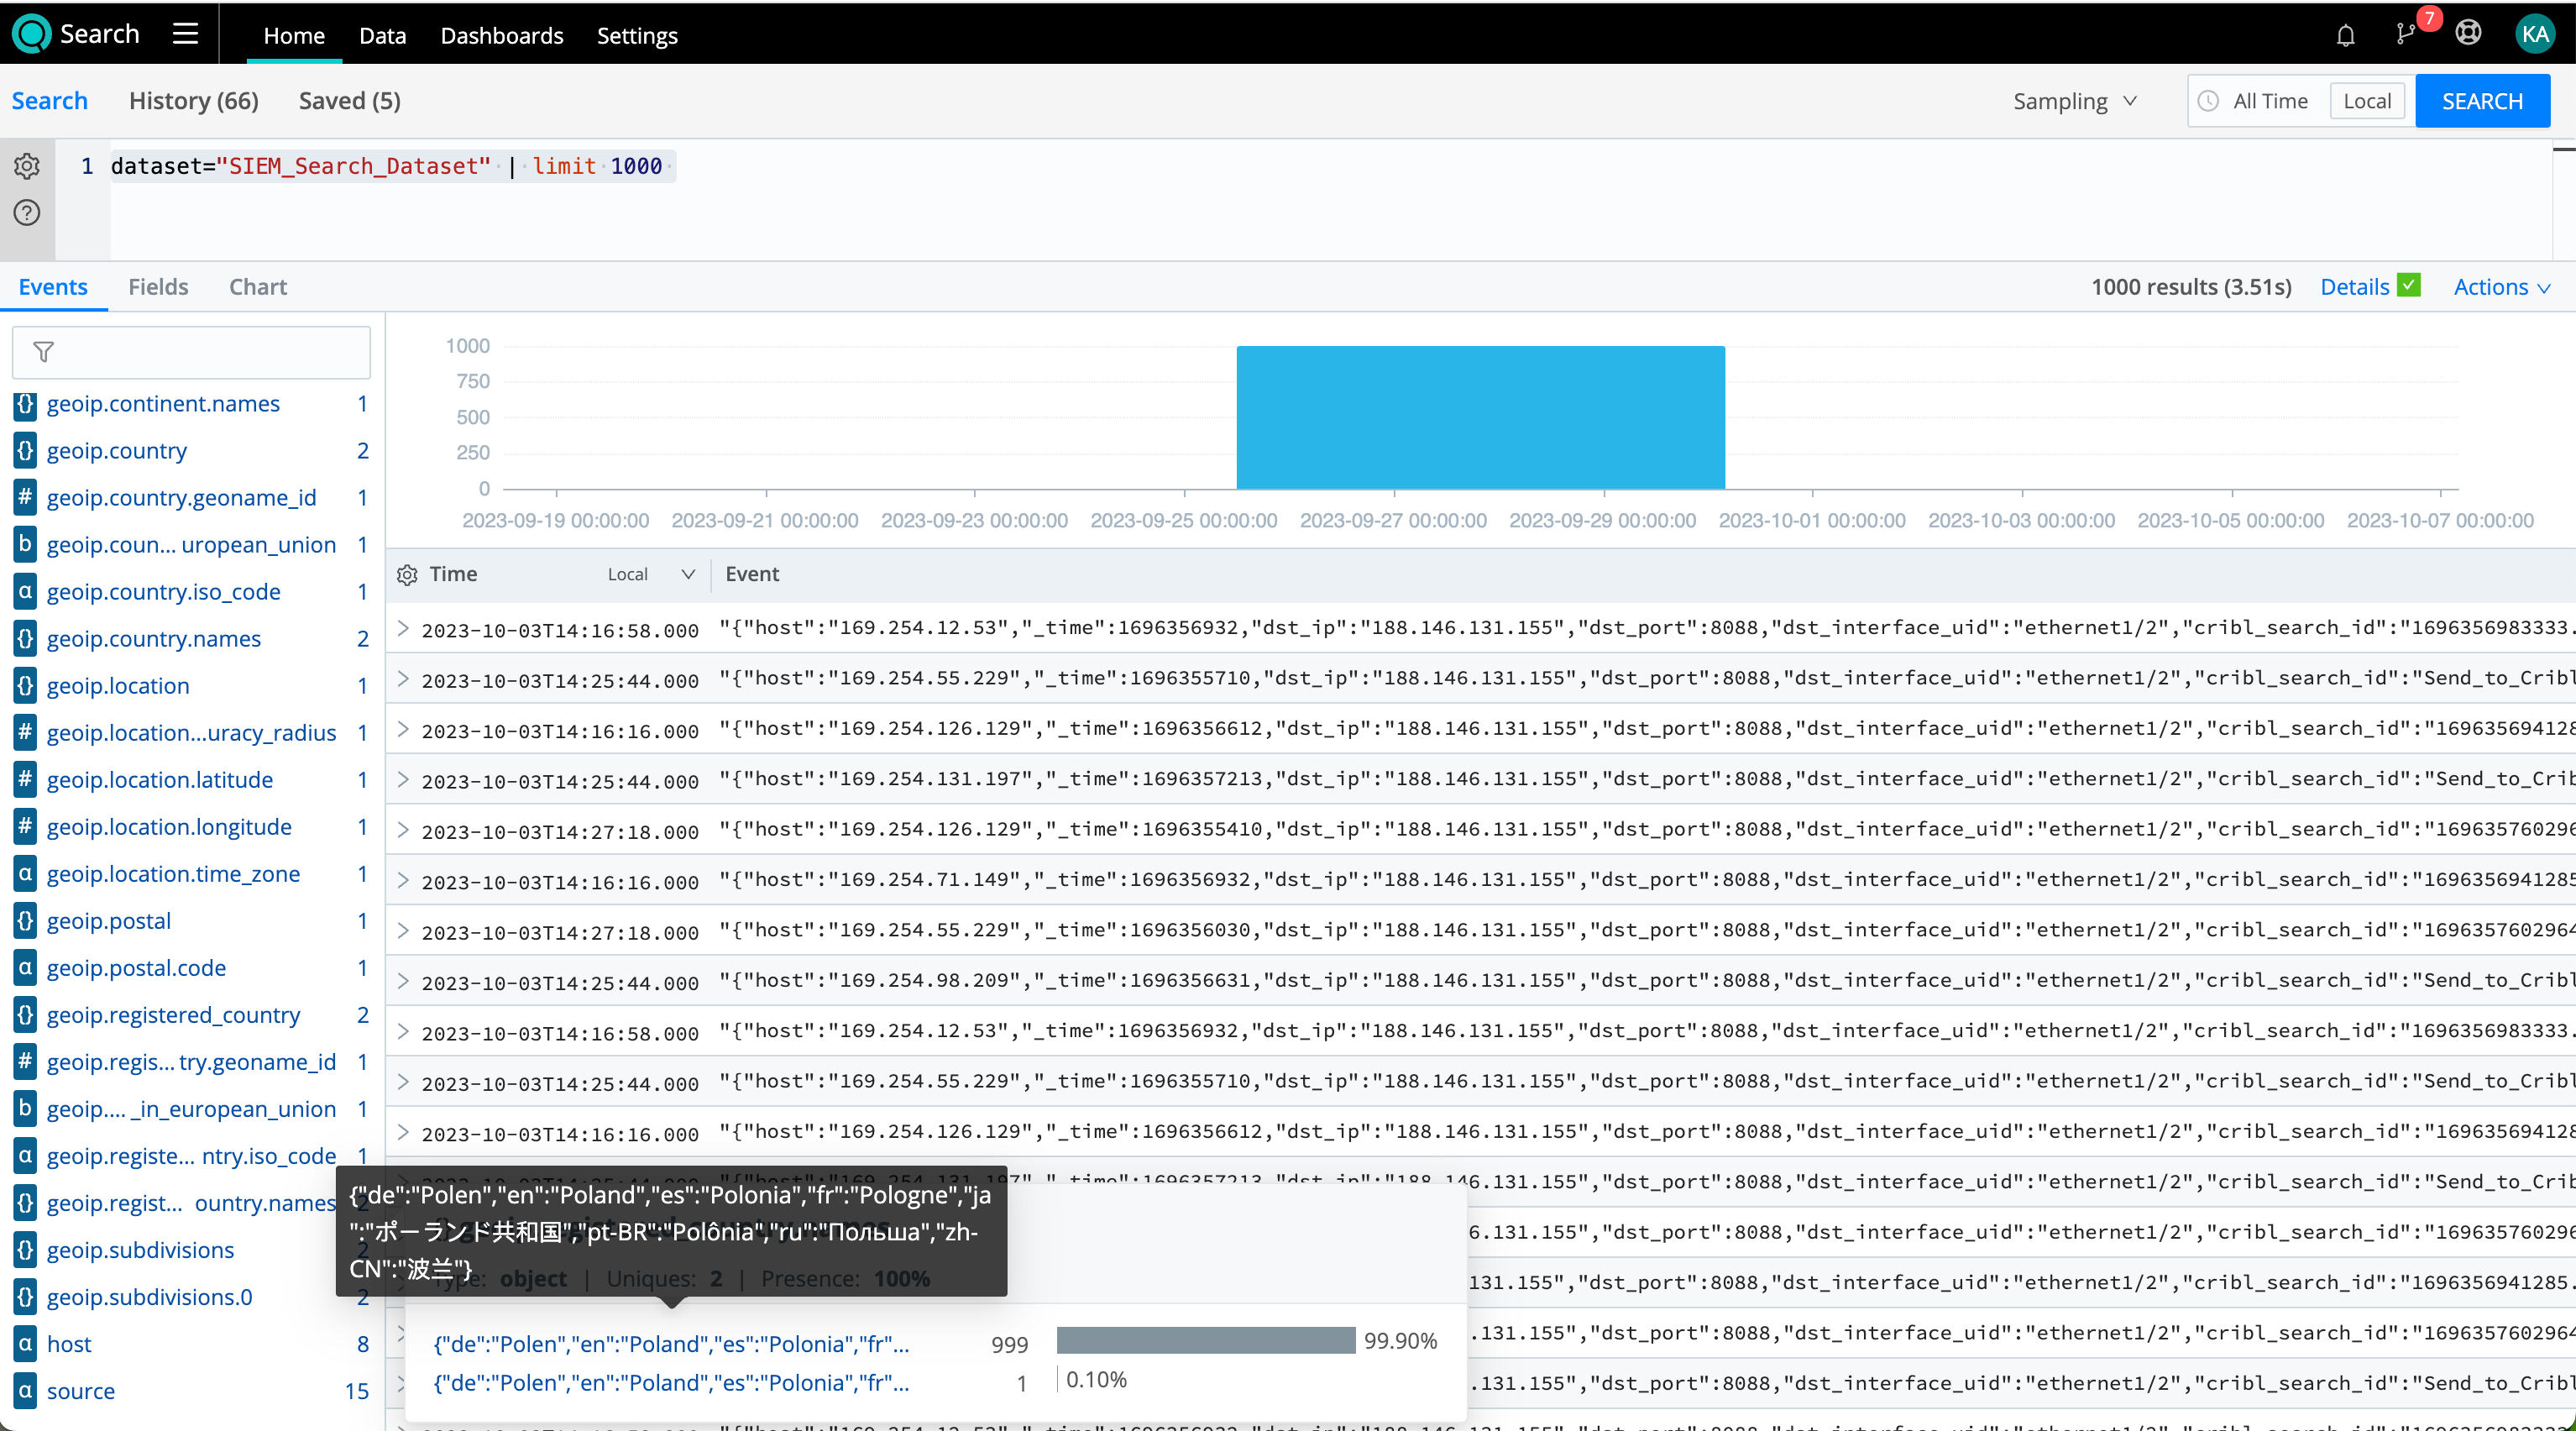 Search Home Data Dashboards Settings 7 KA
Search History (66) Saved (5) Sampling All Time Local SEARCH
1 dataset="SIEM_Search_Dataset" | limit 1000
Events Fields Chart 1000 results (3.51s) Details Actions
{} geoip.continent.names 1
{} geoip.country 2
# geoip.country.geoname_id 1
b geoip.coun... uropean_union 1
α geoip.country.iso_code 1
{} geoip.country.names 2
{} geoip.location 1
# geoip.location...uracy_radius 1
# geoip.location.latitude 1
# geoip.location.longitude 1
α geoip.location.time_zone 1
{} geoip.postal 1
α geoip.postal.code 1
{} geoip.registered_country 2
# geoip.regis... try.geoname_id 1
b geoip.... _in_european_union 1
α geoip.registe... ntry.iso_code 1
{} geoip.regist... ountry.names 2
{} geoip.subdivisions 2
{} geoip.subdivisions.0 2
α host 8
α source 15
1000
750
500
250
0
2023-09-19 00:00:00 2023-09-21 00:00:00 2023-09-23 00:00:00 2023-09-25 00:00:00 2023-09-27 00:00:00 2023-09-29 00:00:00 2023-10-01 00:00:00 2023-10-03 00:00:00 2023-10-05 00:00:00 2023-10-07 00:00:00
Time Local Event
2023-10-03T14:16:58.000 "{"host":"169.254.12.53","_time":1696356932,"dst_ip":"188.146.131.155","dst_port":8088,"dst_interface_uid":"ethernet1/2","cribl_search_id":"1696356983333.
2023-10-03T14:25:44.000 "{"host":"169.254.55.229","_time":1696355710,"dst_ip":"188.146.131.155","dst_port":8088,"dst_interface_uid":"ethernet1/2","cribl_search_id":"Send_to_Cribl
2023-10-03T14:16:16.000 "{"host":"169.254.126.129","_time":1696356612,"dst_ip":"188.146.131.155","dst_port":8088,"dst_interface_uid":"ethernet1/2","cribl_search_id":"169635694128
2023-10-03T14:25:44.000 "{"host":"169.254.131.197","_time":1696357213,"dst_ip":"188.146.131.155","dst_port":8088,"dst_interface_uid":"ethernet1/2","cribl_search_id":"Send_to_Crib
2023-10-03T14:27:18.000 "{"host":"169.254.126.129","_time":1696355410,"dst_ip":"188.146.131.155","dst_port":8088,"dst_interface_uid":"ethernet1/2","cribl_search_id":"169635760296
2023-10-03T14:16:16.000 "{"host":"169.254.71.149","_time":1696356932,"dst_ip":"188.146.131.155","dst_port":8088,"dst_interface_uid":"ethernet1/2","cribl_search_id":"1696356941285
2023-10-03T14:27:18.000 "{"host":"169.254.55.229","_time":1696356030,"dst_ip":"188.146.131.155","dst_port":8088,"dst_interface_uid":"ethernet1/2","cribl_search_id":"1696357602964
2023-10-03T14:25:44.000 "{"host":"169.254.98.209","_time":1696356631,"dst_ip":"188.146.131.155","dst_port":8088,"dst_interface_uid":"ethernet1/2","cribl_search_id":"Send_to_Cribl
2023-10-03T14:16:58.000 "{"host":"169.254.12.53","_time":1696356932,"dst_ip":"188.146.131.155","dst_port":8088,"dst_interface_uid":"ethernet1/2","cribl_search_id":"1696356983333.
2023-10-03T14:25:44.000 "{"host":"169.254.55.229","_time":1696355710,"dst_ip":"188.146.131.155","dst_port":8088,"dst_interface_uid":"ethernet1/2","cribl_search_id":"Send_to_Cribl
2023-10-03T14:16:16.000 "{"host":"169.254.126.129","_time":1696356612,"dst_ip":"188.146.131.155","dst_port":8088,"dst_interface_uid":"ethernet1/2","cribl_search_id":"169635694128
46.131.155","dst_port":8088,"dst_interface_uid":"ethernet1/2","cribl_search_id":"Send_to_Crib
6.131.155","dst_port":8088,"dst_interface_uid":"ethernet1/2","cribl_search_id":"169635760296
131.155","dst_port":8088,"dst_interface_uid":"ethernet1/2","cribl_search_id":"1696356941285.
.131.155","dst_port":8088,"dst_interface_uid":"ethernet1/2","cribl_search_id":"1696357602964
.131.155","dst_port":8088,"dst_interface_uid":"ethernet1/2","cribl_search_id":"Send_to_Cribl
{"de":"Polen","en":"Poland","es":"Polonia","fr":"Pologne","ja
":"ポーランド共和国","pt-BR":"Polônia","ru":"Польша","zh-
CN":"波兰"}
Type: object | Uniques: 2 | Presence: 100%
{"de":"Polen","en":"Poland","es":"Polonia","fr"... 999 99.90%
{"de":"Polen","en":"Poland","es":"Polonia","fr"... 1 0.10%